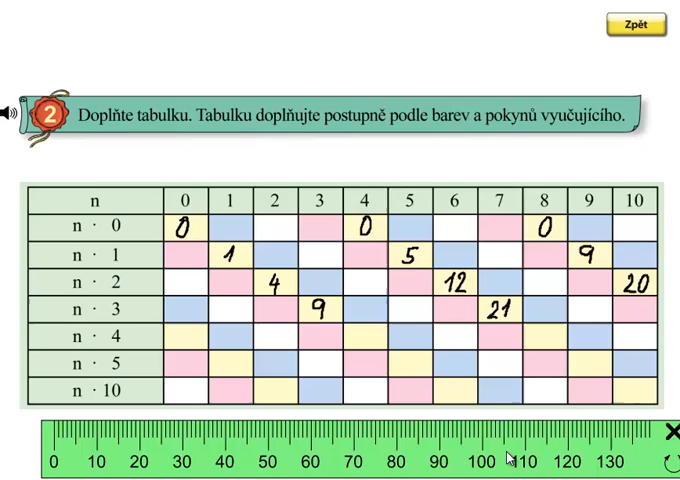 Zpět
2 Doplňte tabulku. Tabulku doplňujte postupně podle barev a pokynů vyučujícího.
n 0 1 2 3 4 5 6 7 8 9 10
n · 0 0 0 0
n · 1 1 5 9
n · 2 4 12 20
n · 3 9 21
n · 4
n · 5
n · 10
0 10 20 30 40 50 60 70 80 90 100 110 120 130